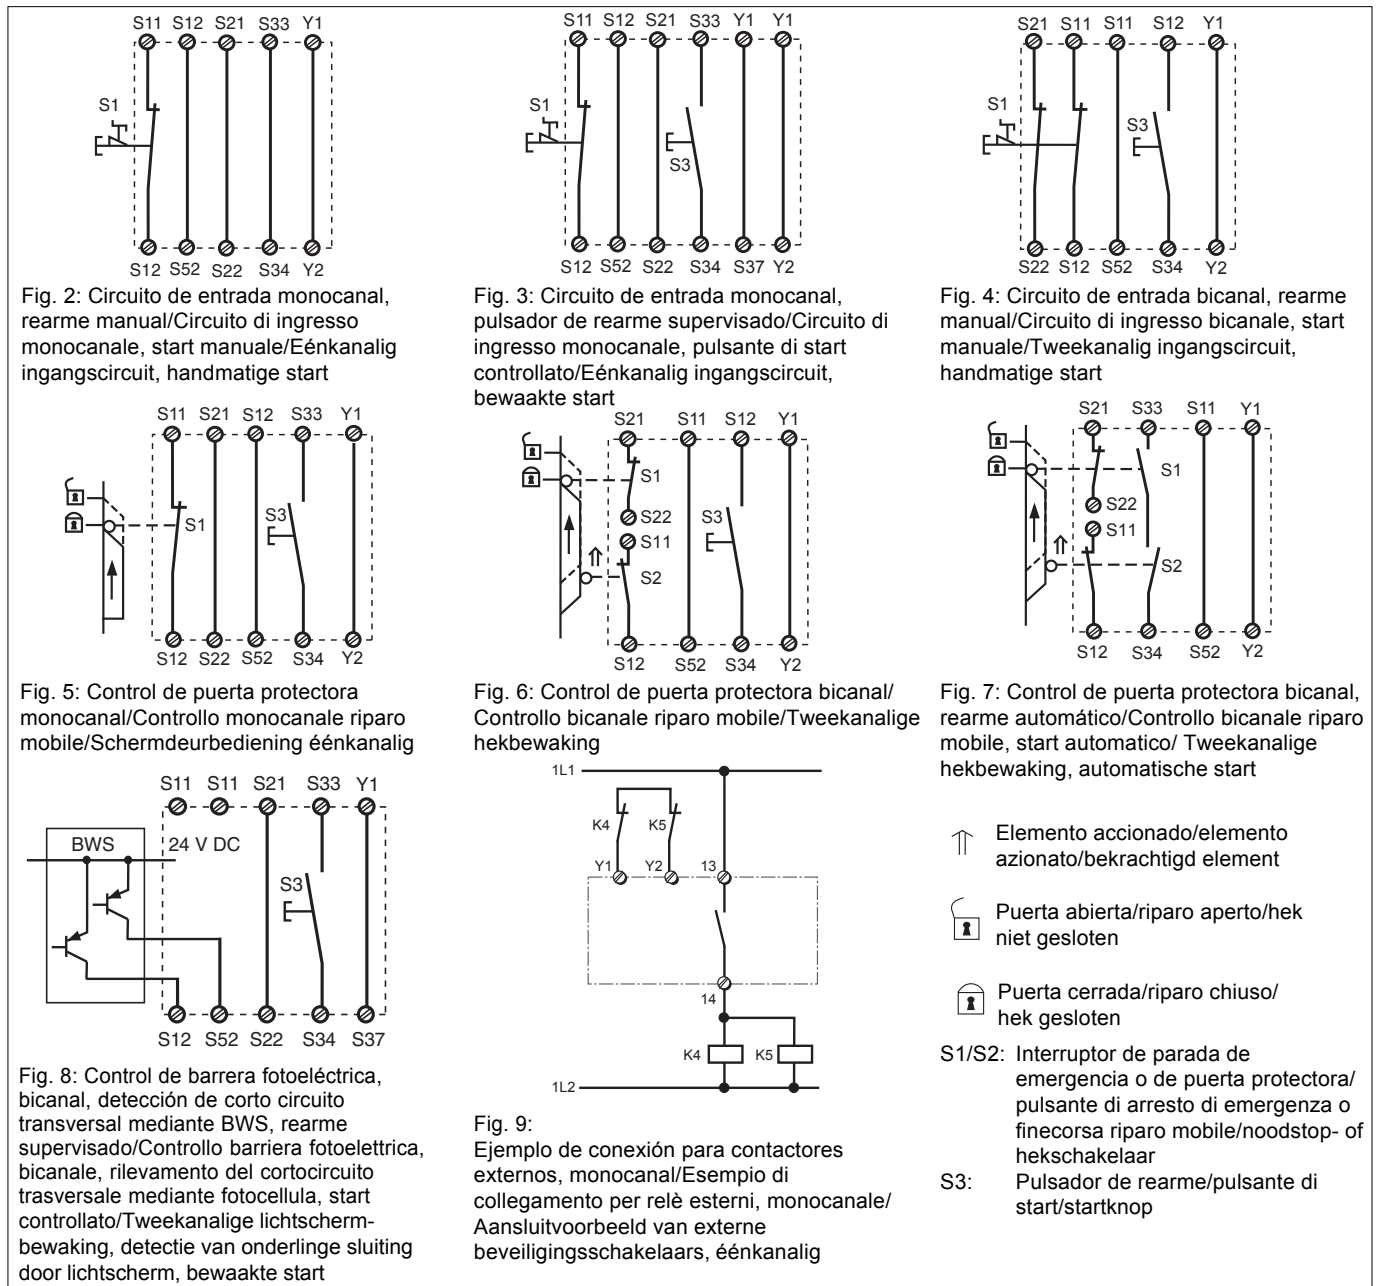 S11 S12 S21 S33 Y1
S1
S12 S52 S22 S34 Y2
Fig. 2: Circuito de entrada monocanal,
rearme manual/Circuito di ingresso
monocanale, start manuale/Eénkanalig
ingangscircuit, handmatige start
S11 S12 S21 S33 Y1 Y1
S1
S3
S12 S52 S22 S34 S37 Y2
Fig. 3: Circuito de entrada monocanal,
pulsador de rearme supervisado/Circuito di
ingresso monocanale, pulsante di start
controllato/Eénkanalig ingangscircuit,
bewaakte start
S21 S11 S11 S12 Y1
S1
S3
S22 S12 S52 S34 Y2
Fig. 4: Circuito de entrada bicanal, rearme
manual/Circuito di ingresso bicanale, start
manuale/Tweekanalig ingangscircuit,
handmatige start
S11 S21 S12 S33 Y1
S1
S3
S12 S22 S52 S34 Y2
Fig. 5: Control de puerta protectora
monocanal/Controllo monocanale riparo
mobile/Schermdeurbediening éénkanalig
S21 S11 S12 Y1
S1
S22
S3
S11
S2
S12 S52 S34 Y2
Fig. 6: Control de puerta protectora bicanal/
Controllo bicanale riparo mobile/Tweekanalige
hekbewaking
S21 S33 S11 Y1
S1
S22
S11
S2
S12 S34 S52 Y2
Fig. 7: Control de puerta protectora bicanal,
rearme automático/Controllo bicanale riparo
mobile, start automatico/ Tweekanalige
hekbewaking, automatische start
S11 S11 S21 S33 Y1
BWS
24 V DC
S3
S12 S52 S22 S34 S37
Fig. 8: Control de barrera fotoeléctrica,
bicanal, detección de corto circuito
transversal mediante BWS, rearme
supervisado/Controllo barriera fotoelettrica,
bicanale, rilevamento del cortocircuito
trasversale mediante fotocellula, start
controllato/Tweekanalige lichtscherm-
bewaking, detectie van onderlinge sluiting
door lichtscherm, bewaakte start
1L1
K4 K5
Y1 Y2 13
14
K4 K5
1L2
Fig. 9:
Ejemplo de conexión para contactores
externos, monocanal/Esempio di
collegamento per relè esterni, monocanale/
Aansluitvoorbeeld van externe
beveiligingsschakelaars, éénkanalig
Elemento accionado/elemento
azionato/bekrachtigd element
Puerta abierta/riparo aperto/hek
niet gesloten
Puerta cerrada/riparo chiuso/
hek gesloten
S1/S2: Interruptor de parada de
emergencia o de puerta protectora/
pulsante di arresto di emergenza o
finecorsa riparo mobile/noodstop- of
hekschakelaar
S3: Pulsador de rearme/pulsante di
start/startknop